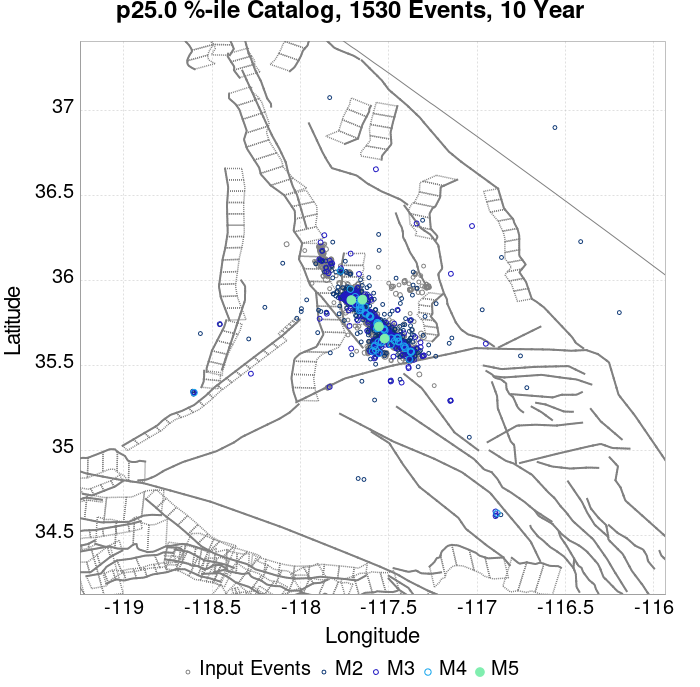 p25.0 %-ile Catalog, 1530 Events, 10 Year
37
36.5
36
35.5
35
34.5
Latitude
-119
-118.5
-118
-117.5
-117
-116.5
-116
Longitude
Input Events
M2
M3
M4
M5